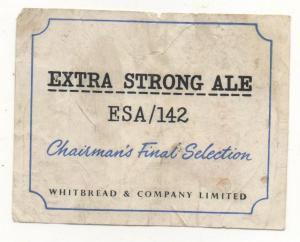 EXTRA STRONG ALE
ESA/142
Chairman's Final Selection
WHITBREAD & COMPANY LIMITED